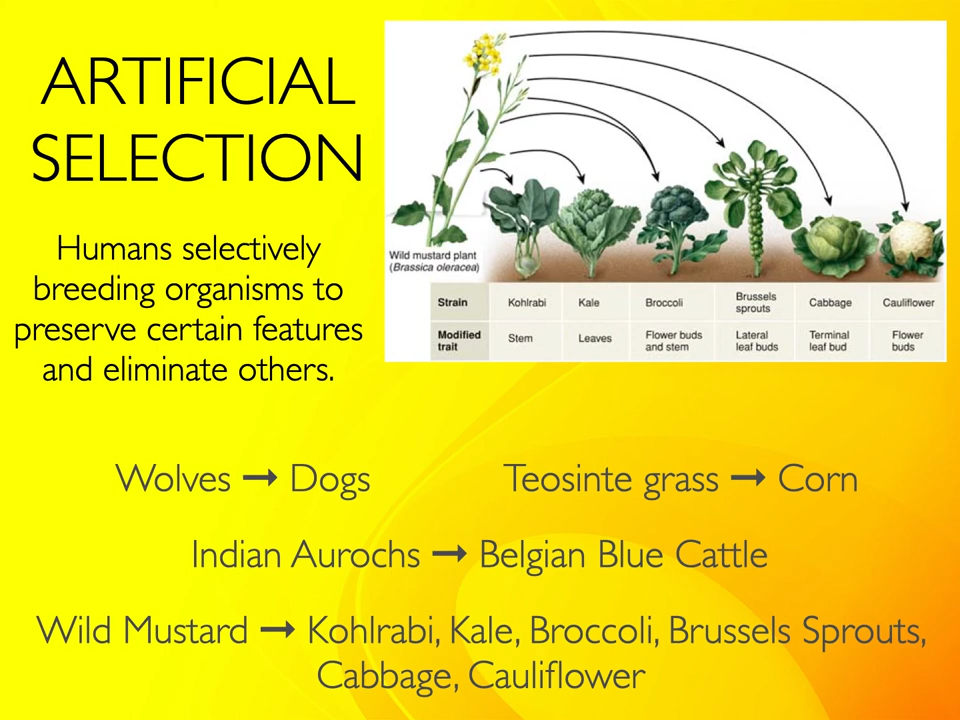 ARTIFICIAL
SELECTION
Humans selectively
breeding organisms to
preserve certain features
and eliminate others.
Wild mustard plant
(Brassica oleracea)
Strain Kohlrabi Kale Broccoli Brussels sprouts Cabbage Cauliflower
Modified trait Stem Leaves Flower buds and stem Lateral leaf buds Terminal leaf bud Flower buds
Wolves ➞ Dogs
Teosinte grass ➞ Corn
Indian Aurochs ➞ Belgian Blue Cattle
Wild Mustard ➞ Kohlrabi, Kale, Broccoli, Brussels Sprouts,
Cabbage, Cauliflower